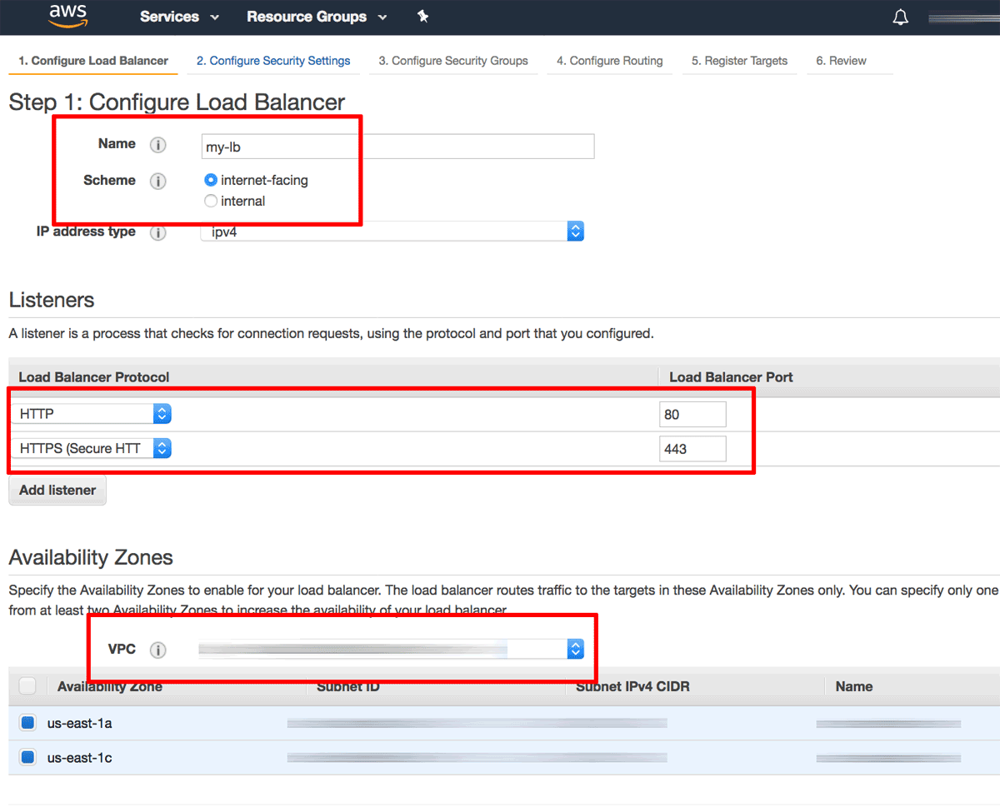 aws Services Resource Groups
1. Configure Load Balancer 2. Configure Security Settings 3. Configure Security Groups 4. Configure Routing 5. Register Targets 6. Review
Step 1: Configure Load Balancer
Name i my-lb
Scheme i internet-facing
internal
IP address type i ipv4
Listeners
A listener is a process that checks for connection requests, using the protocol and port that you configured.
Load Balancer Protocol Load Balancer Port
HTTP 80
HTTPS (Secure HTT 443
Add listener
Availability Zones
Specify the Availability Zones to enable for your load balancer. The load balancer routes traffic to the targets in these Availability Zones only. You can specify only one
from at least two Availability Zones to increase the availability of your load balancer
VPC i
Availability Zone Subnet ID Subnet IPv4 CIDR Name
us-east-1a
us-east-1c